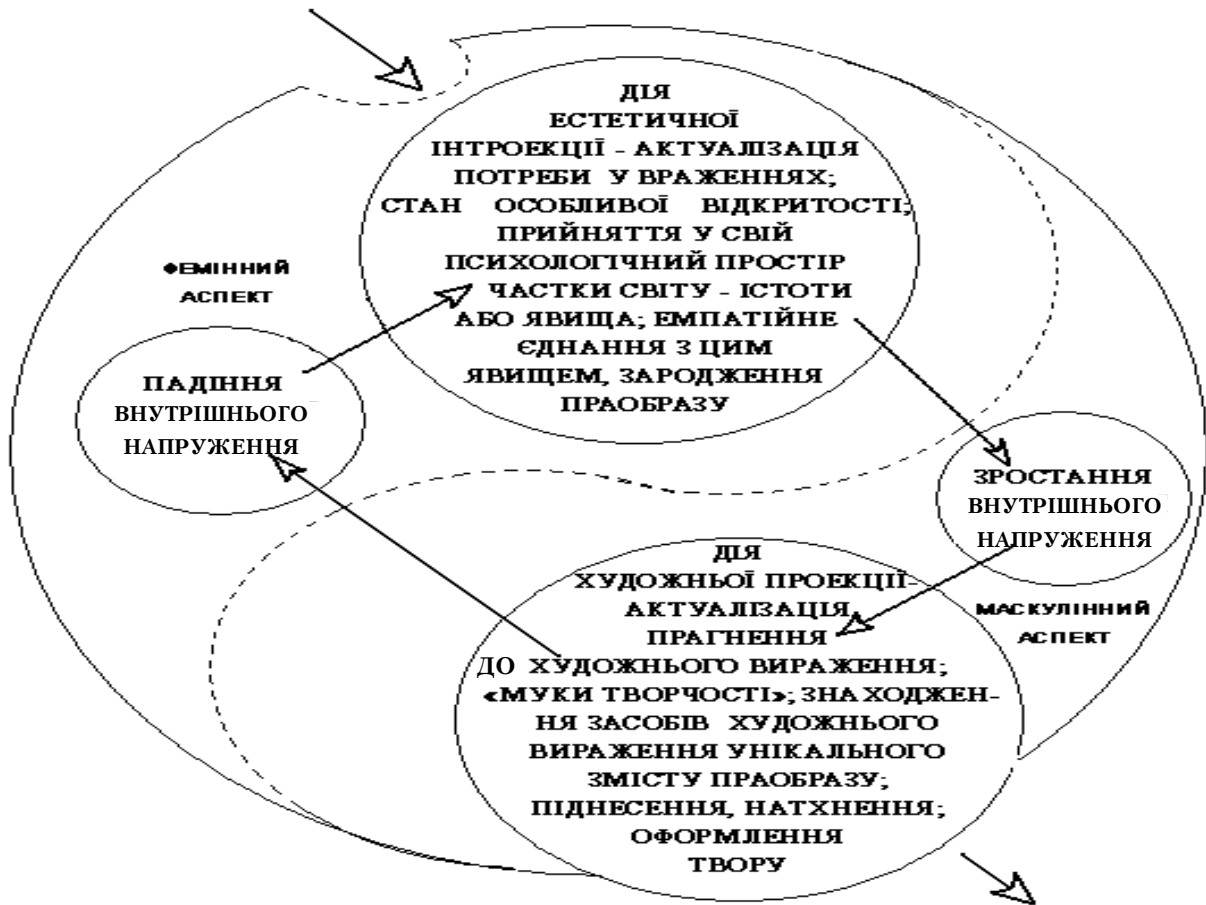 ДІЯ
ЕСТЕТИЧНОЇ
ІНТРОЕКЦІЇ - АКТУАЛІЗАЦІЯ
ПОТРЕБИ У ВРАЖЕННЯХ;
СТАН ОСОБЛИВОЇ ВІДКРИТОСТІ;
ПРИЙНЯТТЯ У СВІЙ
ПСИХОЛОГІЧНИЙ ПРОСТІР
ЧАСТКИ СВІТУ - ІСТОТИ
АБО ЯВИЩА; ЕМПАТІЙНЕ
ЄДНАННЯ З ЦИМ
ЯВИЩЕМ, ЗАРОДЖЕННЯ
ПРАОБРАЗУ
ФЕМІННИЙ
АСПЕКТ
ПАДІННЯ
ВНУТРІШНЬОГО
НАПРУЖЕННЯ
ЗРОСТАННЯ
ВНУТРІШНЬОГО
НАПРУЖЕННЯ
МАСКУЛІННИЙ
АСПЕКТ
ДІЯ
ХУДОЖНЬОЇ ПРОЕКЦІЇ-
АКТУАЛІЗАЦІЯ
ПРАГНЕННЯ
ДО ХУДОЖНЬОГО ВИРАЖЕННЯ;
«МУКИ ТВОРЧОСТІ»; ЗНАХОДЖЕН-
НЯ ЗАСОБІВ ХУДОЖНЬОГО
ВИРАЖЕННЯ УНІКАЛЬНОГО
ЗМІСТУ ПРАОБРАЗУ;
ПІДНЕСЕННЯ, НАТХНЕННЯ;
ОФОРМЛЕННЯ
ТВОРУ